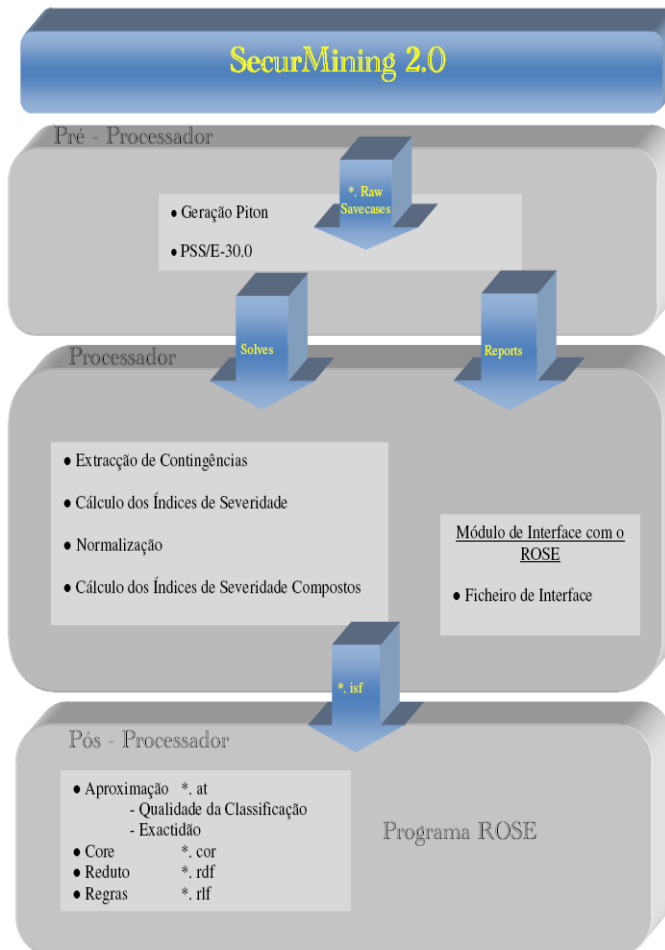 SecurMining 2.0
Pré - Processador
*. Raw
Savecases
• Geração Piton
• PSS/E-30.0
Solves
Reports
Processador
• Extracção de Contingências
• Cálculo dos Índices de Severidade
• Normalização
• Cálculo dos Índices de Severidade Compostos
Módulo de Interface com o
ROSE
• Ficheiro de Interface
*. isf
Pós - Processador
• Aproximação *. at
- Qualidade da Classificação
- Exactidão
• Core *. cor
• Reduto *. rdf
• Regras *. rlf
Programa ROSE